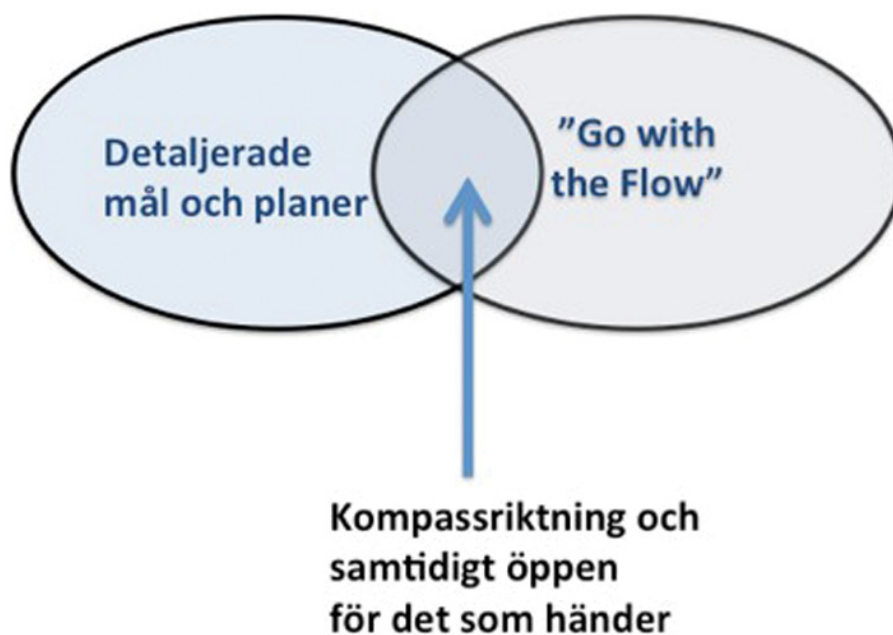 Detaljerade
mål och planer
”Go with
the Flow”
Kompassriktning och
samtidigt öppen
för det som händer